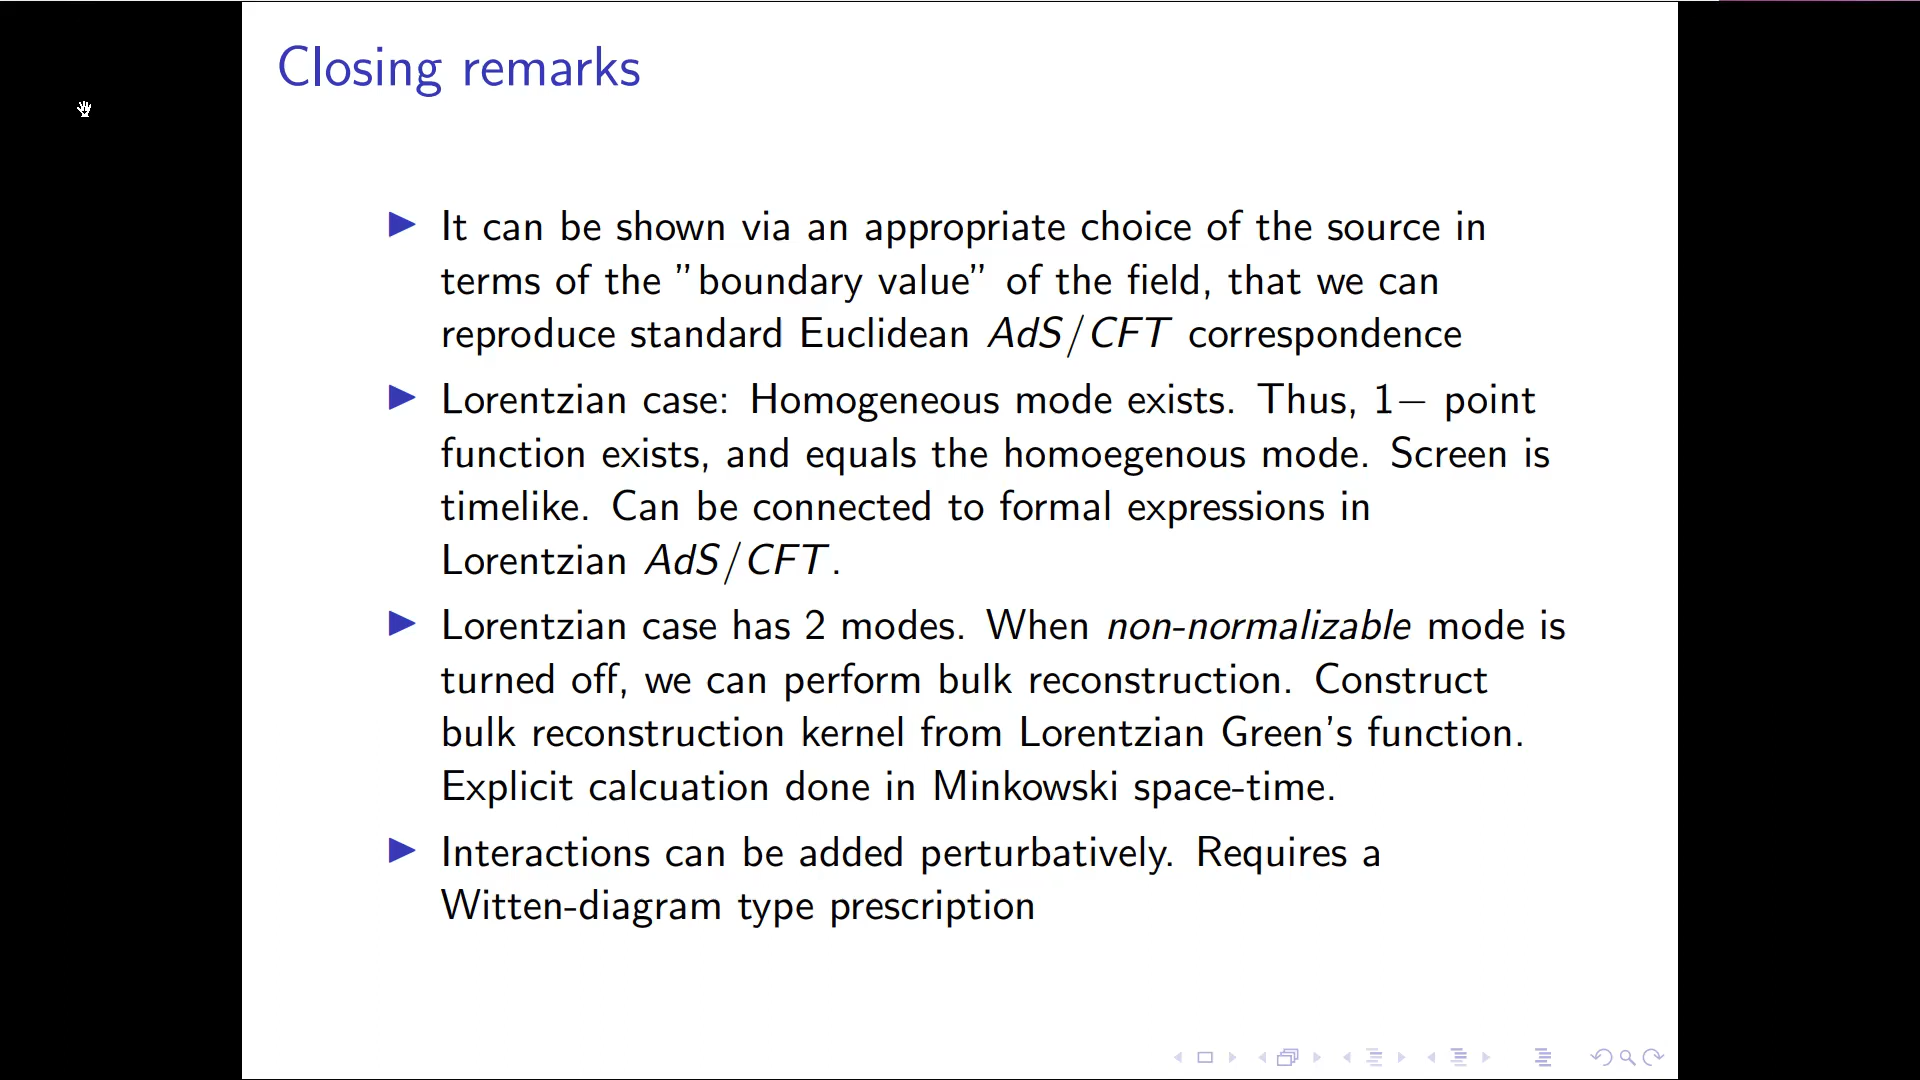 Closing remarks
It can be shown via an appropriate choice of the source in
terms of the ”boundary value” of the field, that we can
reproduce standard Euclidean AdS/CFT correspondence
Lorentzian case: Homogeneous mode exists. Thus, 1− point
function exists, and equals the homoegenous mode. Screen is
timelike. Can be connected to formal expressions in
Lorentzian AdS/CFT.
Lorentzian case has 2 modes. When non-normalizable mode is
turned off, we can perform bulk reconstruction. Construct
bulk reconstruction kernel from Lorentzian Green's function.
Explicit calcuation done in Minkowski space-time.
Interactions can be added perturbatively. Requires a
Witten-diagram type prescription